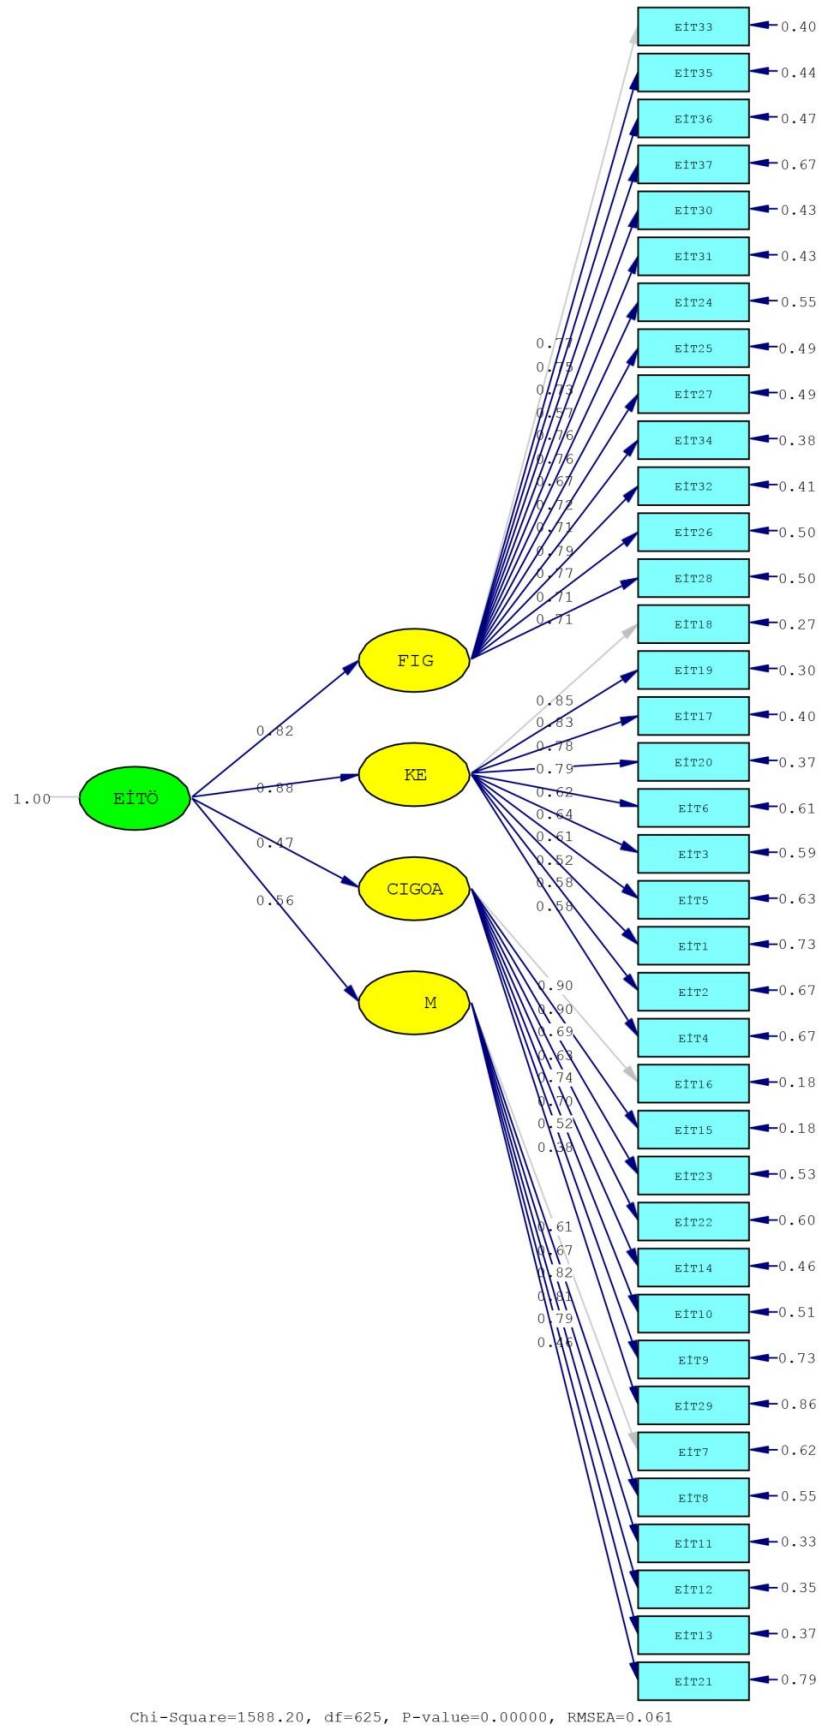 EİT33 0.40
EİT35 0.44
EİT36 0.47
EİT37 0.67
EİT30 0.43
EİT31 0.43
EİT24 0.55
EİT25 0.49
EİT27 0.49
EİT34 0.38
EİT32 0.41
EİT26 0.50
EİT28 0.50
EİT18 0.27
EİT19 0.30
EİT17 0.40
EİT20 0.37
EİT6 0.61
EİT3 0.59
EİT5 0.63
EİT1 0.73
EİT2 0.67
EİT4 0.67
EİT16 0.18
EİT15 0.18
EİT23 0.53
EİT22 0.60
EİT14 0.46
EİT10 0.51
EİT9 0.73
EİT29 0.86
EİT7 0.62
EİT8 0.55
EİT11 0.33
EİT12 0.35
EİT13 0.37
EİT21 0.79
0.77
0.75
0.73
0.57
0.76
0.76
0.67
0.72
0.71
0.79
0.77
0.71
0.71
0.85
0.83
0.78
0.79
0.62
0.64
0.61
0.52
0.58
0.58
0.90
0.90
0.69
0.63
0.74
0.70
0.52
0.38
0.61
0.67
0.82
0.81
0.79
0.46
FIG
KE
CIGOA
M
0.82
0.88
0.47
0.56
1.00
EİTÖ
Chi-Square=1588.20, df=625, P-value=0.00000, RMSEA=0.061